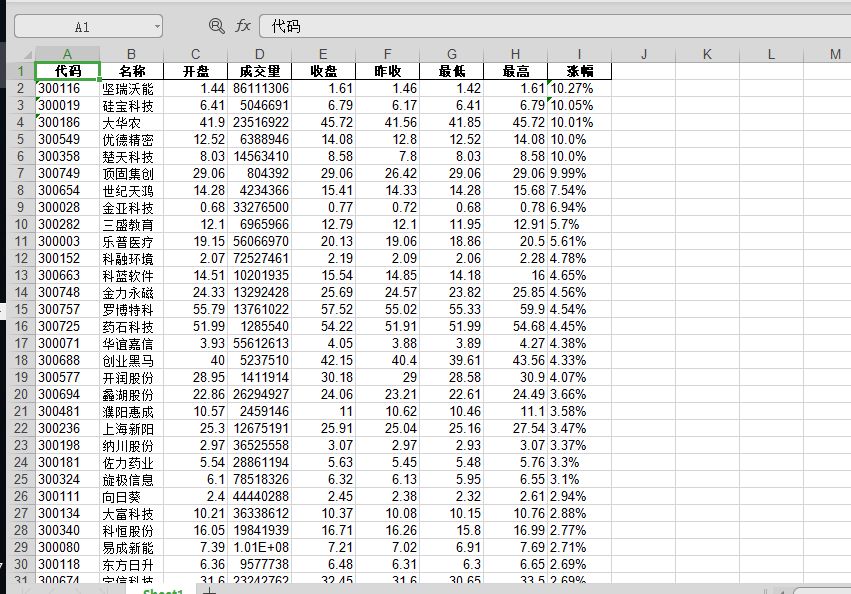 A1 fx 代码
A B C D E F G H I J K L M
1 代码 名称 开盘 成交量 收盘 昨收 最低 最高 涨幅
2 300116 坚瑞沃能 1.44 86111306 1.61 1.46 1.42 1.61 10.27%
3 300019 硅宝科技 6.41 5046691 6.79 6.17 6.41 6.79 10.05%
4 300186 大华农 41.9 23516922 45.72 41.56 41.85 45.72 10.01%
5 300549 优德精密 12.52 6388946 14.08 12.8 12.52 14.08 10.0%
6 300358 楚天科技 8.03 14563410 8.58 7.8 8.03 8.58 10.0%
7 300749 顶固集创 29.06 804392 29.06 26.42 29.06 29.06 9.99%
8 300654 世纪天鸿 14.28 4234366 15.41 14.33 14.28 15.68 7.54%
9 300028 金亚科技 0.68 33276500 0.77 0.72 0.68 0.78 6.94%
10 300282 三盛教育 12.1 6965966 12.79 12.1 11.95 12.91 5.7%
11 300003 乐普医疗 19.15 56066970 20.13 19.06 18.86 20.5 5.61%
12 300152 科融环境 2.07 72527461 2.19 2.09 2.06 2.28 4.78%
13 300663 科蓝软件 14.51 10201935 15.54 14.85 14.18 16 4.65%
14 300748 金力永磁 24.33 13292428 25.69 24.57 23.82 25.85 4.56%
15 300757 罗博特科 55.79 13761022 57.52 55.02 55.33 59.9 4.54%
16 300725 药石科技 51.99 1285540 54.22 51.91 51.99 54.68 4.45%
17 300071 华谊嘉信 3.93 55612613 4.05 3.88 3.89 4.27 4.38%
18 300688 创业黑马 40 5237510 42.15 40.4 39.61 43.56 4.33%
19 300577 开润股份 28.95 1411914 30.18 29 28.58 30.9 4.07%
20 300694 蠡湖股份 22.86 26294927 24.06 23.21 22.61 24.49 3.66%
21 300481 濮阳惠成 10.57 2459146 11 10.62 10.46 11.1 3.58%
22 300236 上海新阳 25.3 12675191 25.91 25.04 25.16 27.54 3.47%
23 300198 纳川股份 2.97 36525558 3.07 2.97 2.93 3.07 3.37%
24 300181 佐力药业 5.54 28861194 5.63 5.45 5.48 5.76 3.3%
25 300324 旋极信息 6.1 78518326 6.32 6.13 5.95 6.55 3.1%
26 300111 向日葵 2.4 44440288 2.45 2.38 2.32 2.61 2.94%
27 300134 大富科技 10.21 36338612 10.37 10.08 10.15 10.76 2.88%
28 300340 科恒股份 16.05 19841939 16.71 16.26 15.8 16.99 2.77%
29 300080 易成新能 7.39 1.01E+08 7.21 7.02 6.91 7.69 2.71%
30 300118 东方日升 6.36 9577738 6.48 6.31 6.3 6.65 2.69%
31 300674 宇信科技 31.6 23242762 32.45 31.6 30.65 33.5 2.69%
Sheet1